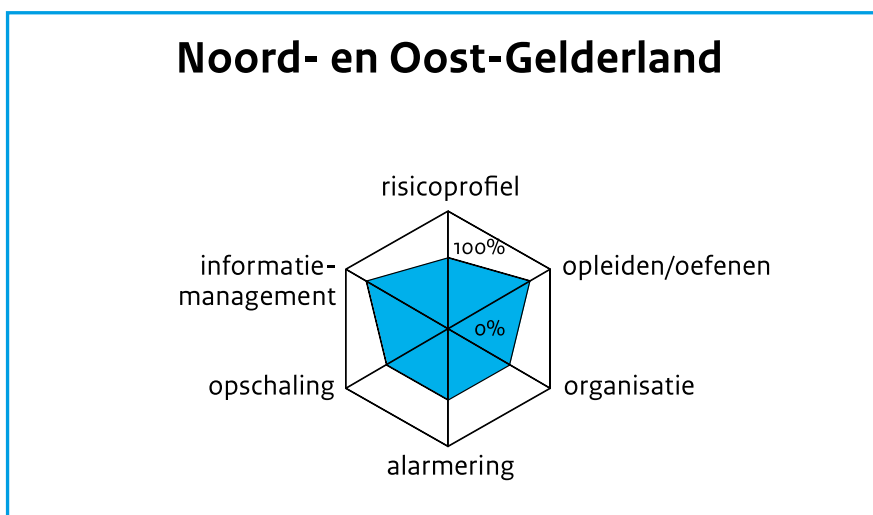 Noord- en Oost-Gelderland
risicoprofiel
100%
informatie-
management
opleiden/oefenen
0%
opschaling
organisatie
alarmering